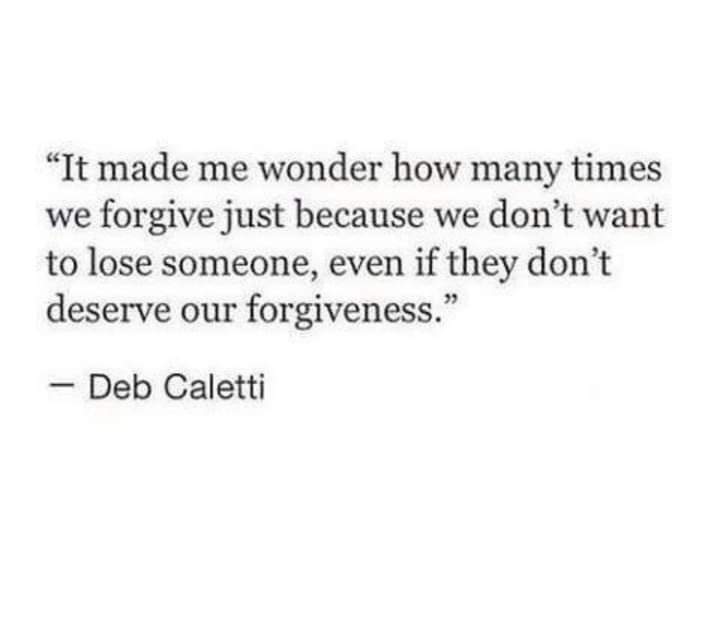 “It made me wonder how many times
we forgive just because we don’t want
to lose someone, even if they don’t
deserve our forgiveness.”
— Deb Caletti